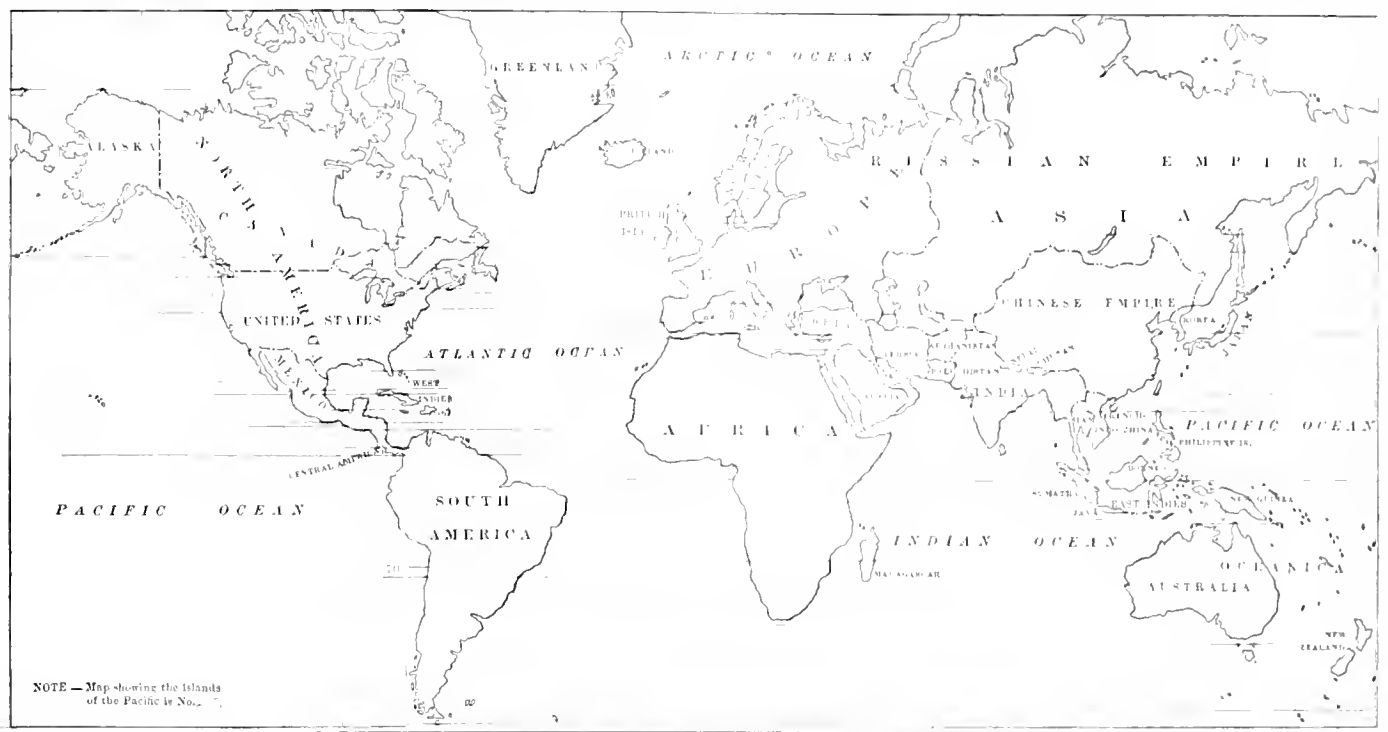 GREENLAND
ARCTIC OCEAN
ALASKA
NORTH AMERICA
CANADA
RUSSIAN EMPIRE
ASIA
EUROPE
UNITED STATES
CHINESE EMPIRE
KOREA
JAPAN
ATLANTIC OCEAN
MEXICO
WEST
INDIES
INDIA
AFRICA
PACIFIC OCEAN
PHILIPPINE IS.
CENTRAL AMERICA
SOUTH
AMERICA
PACIFIC OCEAN
SUMATRA
JAVA
EAST INDIES
BORNEO
NEW GUINEA
INDIAN OCEAN
MADAGASCAR
OCEANICA
AUSTRALIA
NEW
ZEALAND
NOTE — Map showing the Islands
of the Pacific is